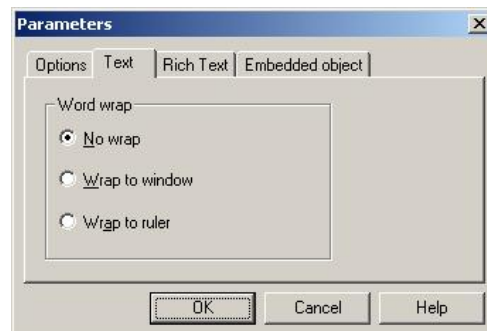 Parameters
Options Text Rich Text Embedded object
Word wrap
No wrap
Wrap to window
Wrap to ruler
OK Cancel Help